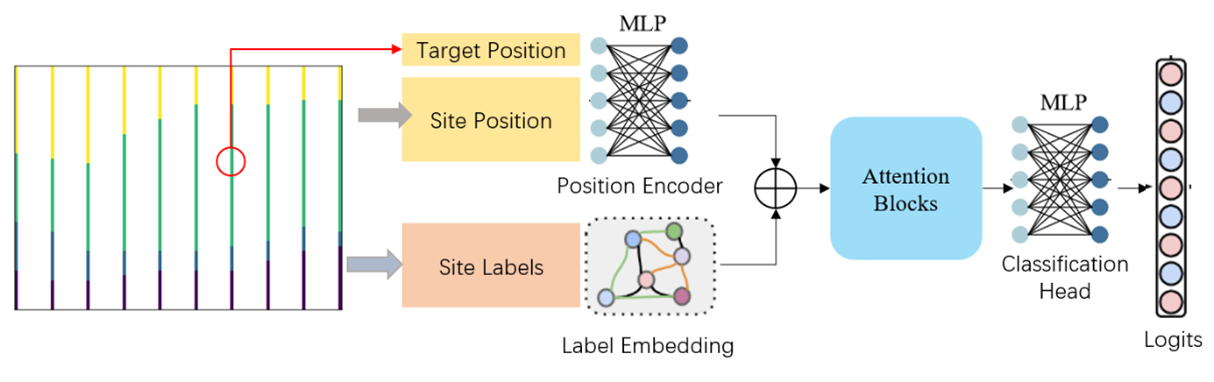 MLP
Target Position
Site Position
Position Encoder
Site Labels
Label Embedding
Attention
Blocks
MLP
Classification
Head
Logits